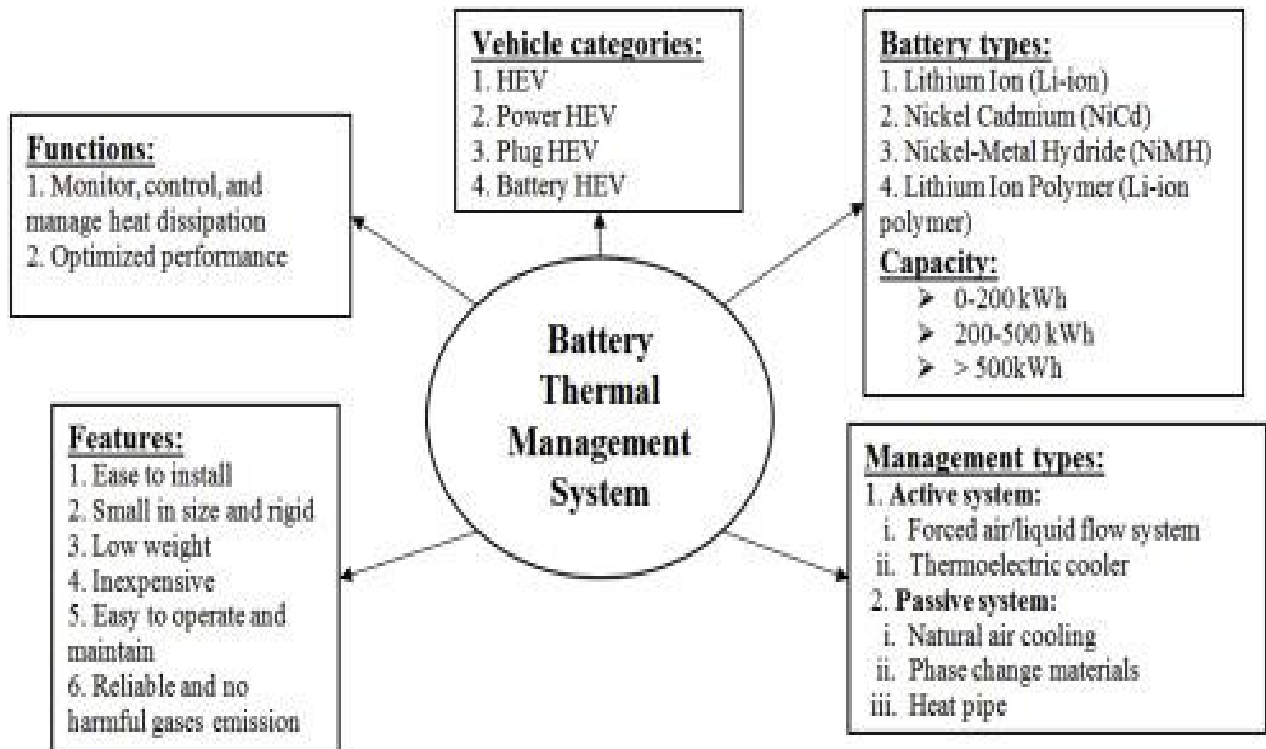 Vehicle categories:
1. HEV
2. Power HEV
3. Plug HEV
4. Battery HEV
Battery types:
1. Lithium Ion (Li-ion)
2. Nickel Cadmium (NiCd)
3. Nickel-Metal Hydride (NiMH)
4. Lithium Ion Polymer (Li-ion
polymer)
Capacity:
➢ 0-200 kWh
➢ 200-500 kWh
➢ > 500kWh
Functions:
1. Monitor, control, and
manage heat dissipation
2. Optimized performance
Battery
Thermal
Management
System
Features:
1. Ease to install
2. Small in size and rigid
3. Low weight
4. Inexpensive
5. Easy to operate and
maintain
6. Reliable and no
harmful gases emission
Management types:
1. Active system:
i. Forced air/liquid flow system
ii. Thermoelectric cooler
2. Passive system:
i. Natural air cooling
ii. Phase change materials
iii. Heat pipe